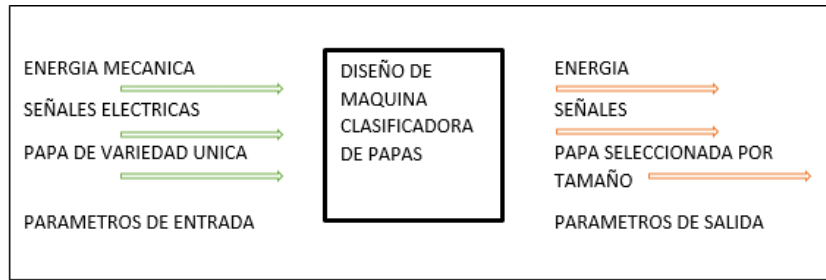 ENERGIA MECANICA
SEÑALES ELECTRICAS
PAPA DE VARIEDAD UNICA
PARAMETROS DE ENTRADA
DISEÑO DE
MAQUINA
CLASIFICADORA
DE PAPAS
ENERGIA
SEÑALES
PAPA SELECCIONADA POR
TAMAÑO
PARAMETROS DE SALIDA